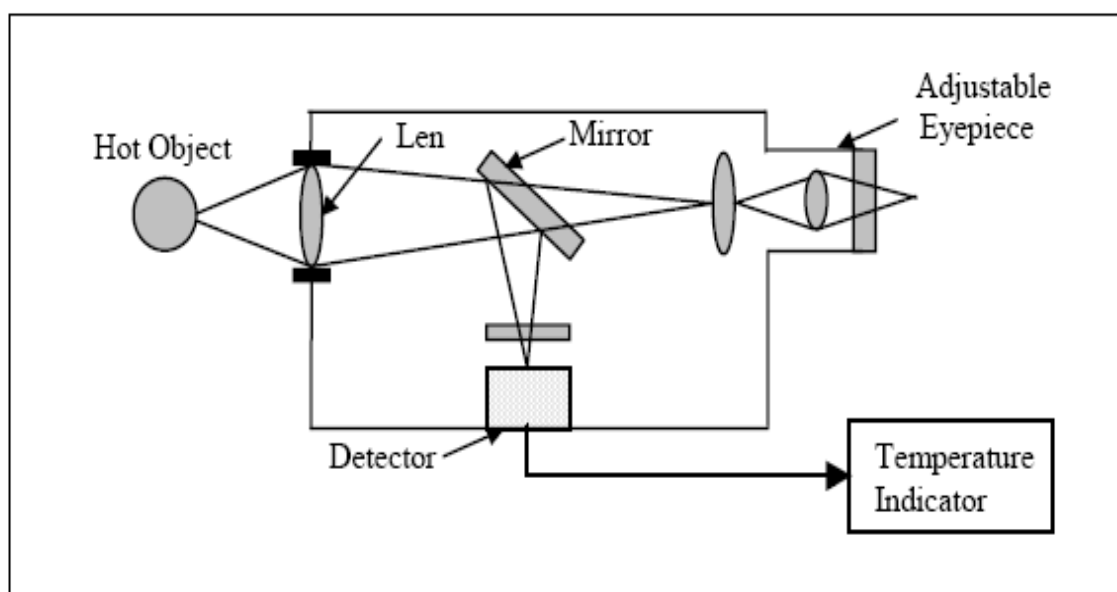 Hot Object
Len
Mirror
Adjustable
Eyepiece
Detector
Temperature
Indicator